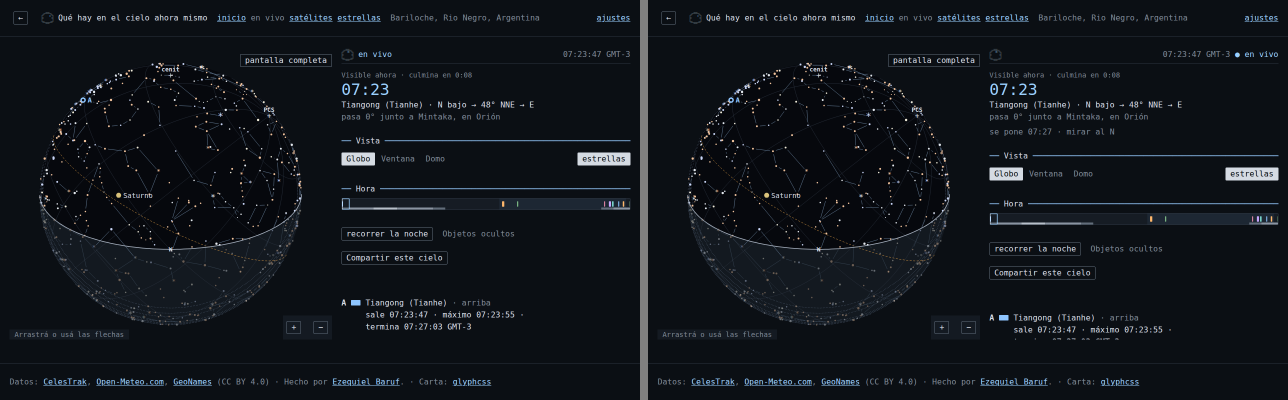 ← Qué hay en el cielo ahora mismo inicio en vivo satélites estrellas Bariloche, Rio Negro, Argentina ajustes
pantalla completa
cenit
A
PCS
Saturno
Arrastrá o usá las flechas
+ −
en vivo 07:23:47 GMT-3
Visible ahora · culmina en 0:08
07:23
Tiangong (Tianhe) · N bajo → 48° NNE → E
pasa 0° junto a Mintaka, en Orión
Vista
Globo Ventana Domo estrellas
Hora
recorrer la noche Objetos ocultos
Compartir este cielo
A Tiangong (Tianhe) · arriba
sale 07:23:47 · máximo 07:23:55 ·
termina 07:27:03 GMT-3
Datos: CelesTrak, Open-Meteo.com, GeoNames (CC BY 4.0) · Hecho por Ezequiel Baruf. · Carta: glyphcss
← Qué hay en el cielo ahora mismo inicio en vivo satélites estrellas Bariloche, Rio Negro, Argentina ajustes
pantalla completa
cenit
A
PCS
Saturno
Arrastrá o usá las flechas
+ −
07:23:47 GMT-3 ● en vivo
Visible ahora · culmina en 0:08
07:23
Tiangong (Tianhe) · N bajo → 48° NNE → E
pasa 0° junto a Mintaka, en Orión
se pone 07:27 · mirar al N
Vista
Globo Ventana Domo estrellas
Hora
recorrer la noche Objetos ocultos
Compartir este cielo
A Tiangong (Tianhe) · arriba
sale 07:23:47 · máximo 07:23:55 ·
Datos: CelesTrak, Open-Meteo.com, GeoNames (CC BY 4.0) · Hecho por Ezequiel Baruf. · Carta: glyphcss